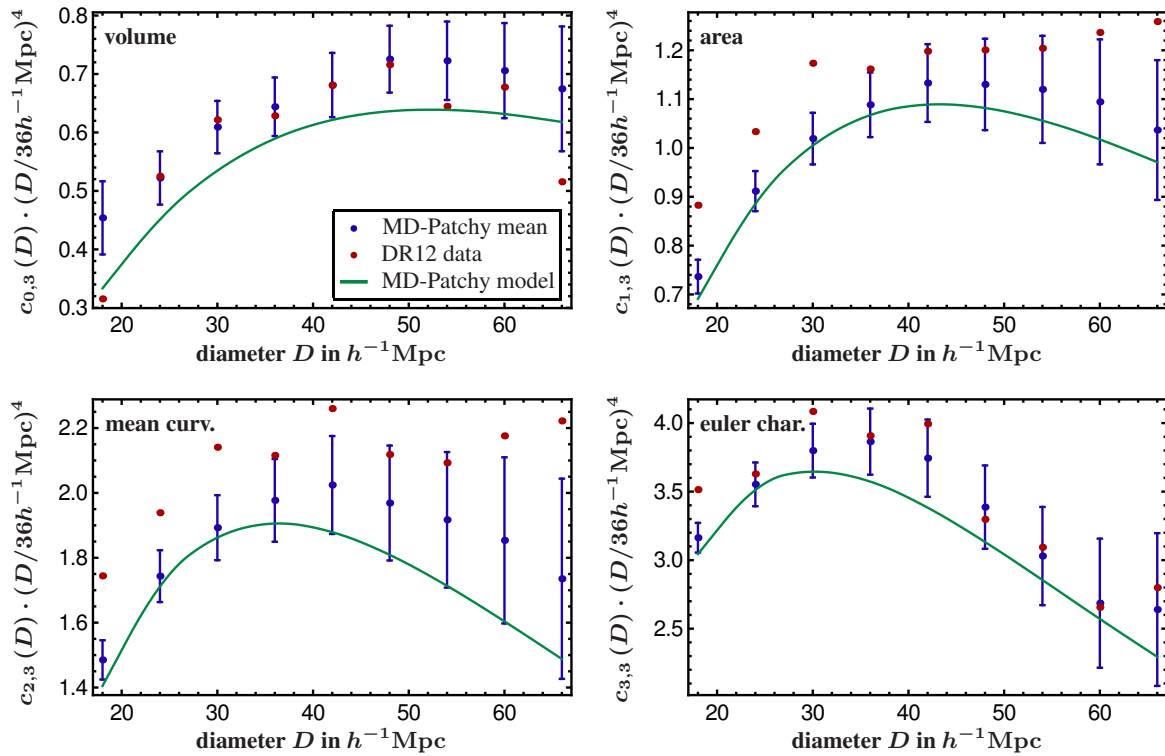 volume
0.8
0.7
0.6
0.5
0.4
0.3
c₀,₃(D)·(D/36h⁻¹Mpc)⁴
MD-Patchy mean
DR12 data
MD-Patchy model
20 30 40 50 60
diameter D in h⁻¹Mpc
area
1.2
1.1
1.0
0.9
0.8
0.7
c₁,₃(D)·(D/36h⁻¹Mpc)⁴
20 30 40 50 60
diameter D in h⁻¹Mpc
mean curv.
2.2
2.0
1.8
1.6
1.4
c₂,₃(D)·(D/36h⁻¹Mpc)⁴
20 30 40 50 60
diameter D in h⁻¹Mpc
euler char.
4.0
3.5
3.0
2.5
c₃,₃(D)·(D/36h⁻¹Mpc)⁴
20 30 40 50 60
diameter D in h⁻¹Mpc